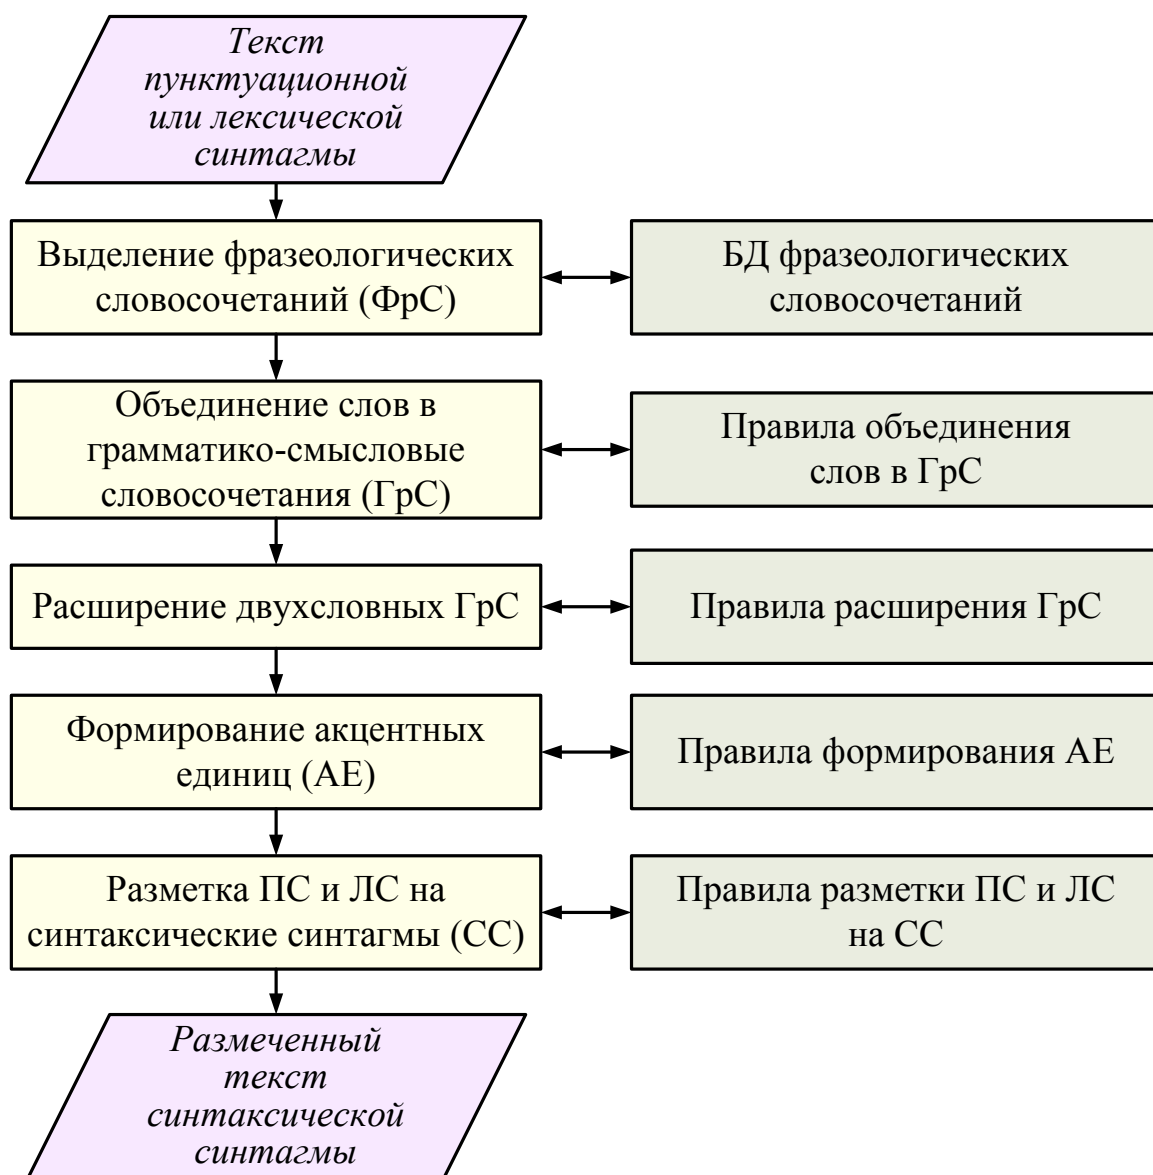 Текст
пунктуационной
или лексической
синтагмы
Выделение фразеологических
словосочетаний (ФрС)
БД фразеологических
словосочетаний
Объединение слов в
грамматико-смысловые
словосочетания (ГрС)
Правила объединения
слов в ГрС
Расширение двухсловных ГрС
Правила расширения ГрС
Формирование акцентных
единиц (АЕ)
Правила формирования АЕ
Разметка ПС и ЛС на
синтаксические синтагмы (СС)
Правила разметки ПС и ЛС
на СС
Размеченный
текст
синтаксической
синтагмы